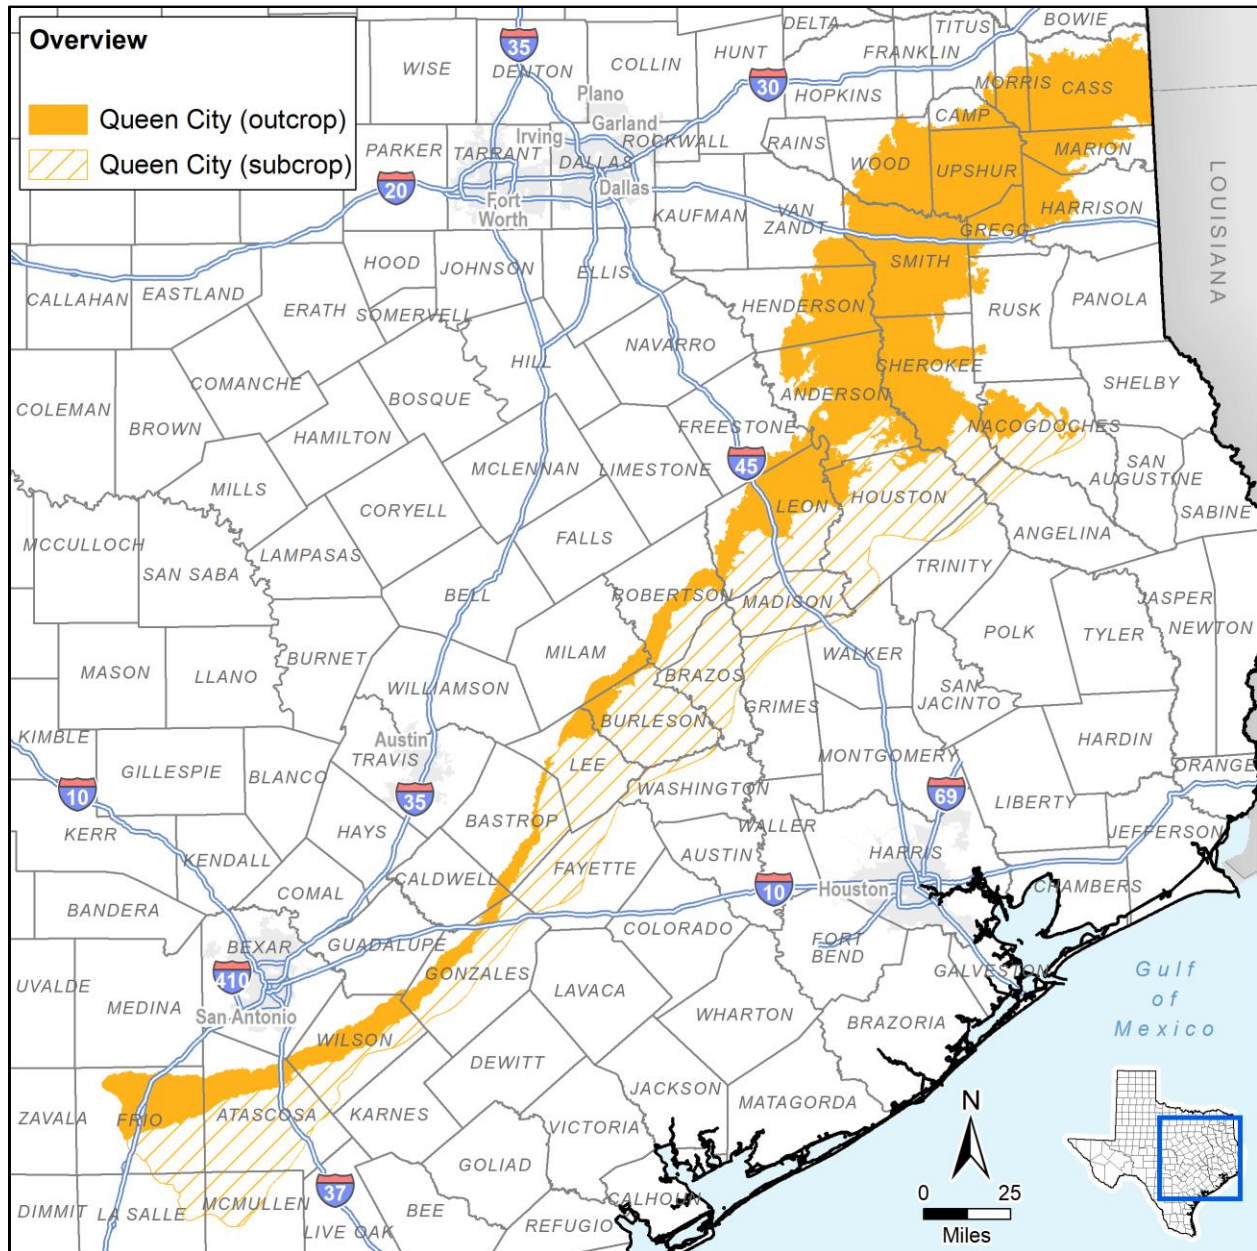 Overview
Queen City (outcrop)
Queen City (subcrop)
DELTA
TITUS
BOWIE
WISE
35
DENTON
COLLIN
HUNT
FRANKLIN
30
HOPKINS
MORRIS
CASS
Plano
Garland
Irving
ROCKWALL
CAMP
PARKER
TARRANT
DALLAS
RAINS
WOOD
UPSHUR
MARION
20
Fort
Worth
Dallas
KAUFMAN
VAN
ZANDT
HARRISON
GREGG
LOUISIANA
HOOD
JOHNSON
ELLIS
SMITH
CALLAHAN
EASTLAND
ERATH
SOMERVELL
HENDERSON
RUSK
PANOLA
HILL
NAVARRO
COMANCHE
BOSQUE
CHEROKEE
SHELBY
COLEMAN
BROWN
ANDERSON
HAMILTON
FREESTONE
NACOGDOCHES
MCLENNAN
LIMESTONE
45
SAN
AUGUSTINE
MILLS
HOUSTON
LEON
SABINE
CORYELL
FALLS
ANGELINA
MCCULLOCH
SAN SABA
LAMPASAS
TRINITY
BELL
ROBERTSON
MADISON
JASPER
NEWTON
POLK
TYLER
MASON
LLANO
BURNET
MILAM
WALKER
WILLIAMSON
BRAZOS
SAN
JACINTO
GRIMES
BURLESON
KIMBLE
Austin
TRAVIS
HARDIN
GILLESPIE
BLANCO
LEE
MONTGOMERY
ORANGE
10
35
WASHINGTON
69
LIBERTY
KERR
HAYS
BASTROP
WALLER
JEFFERSON
KENDALL
FAYETTE
AUSTIN
HARRIS
COMAL
CALDWELL
10
Houston
CHAMBERS
BANDERA
BEXAR
GUADALUPE
COLORADO
FORT
BEND
410
GONZALES
GALVESTON
Gulf
of
Mexico
UVALDE
MEDINA
LAVACA
San Antonio
WHARTON
BRAZORIA
WILSON
DEWITT
JACKSON
MATAGORDA
ZAVALA
FRIO
ATASCOSA
KARNES
VICTORIA
N
GOLIAD
DIMMIT
LA SALLE
MCMULLEN
37
BEE
CALHOUN
LIVE OAK
REFUGIO
0 25
Miles